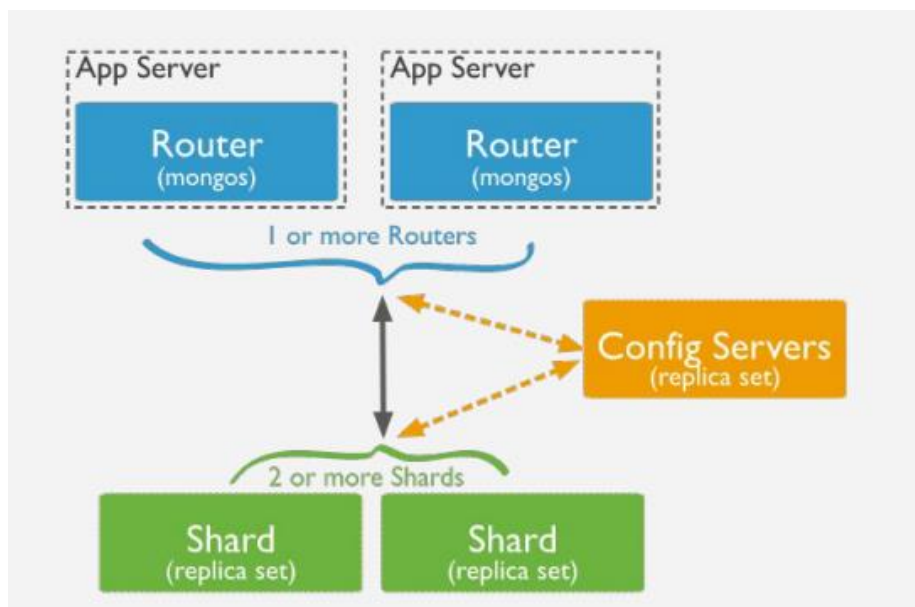 App Server
Router
(mongos)
App Server
Router
(mongos)
1 or more Routers
Config Servers
(replica set)
2 or more Shards
Shard
(replica set)
Shard
(replica set)